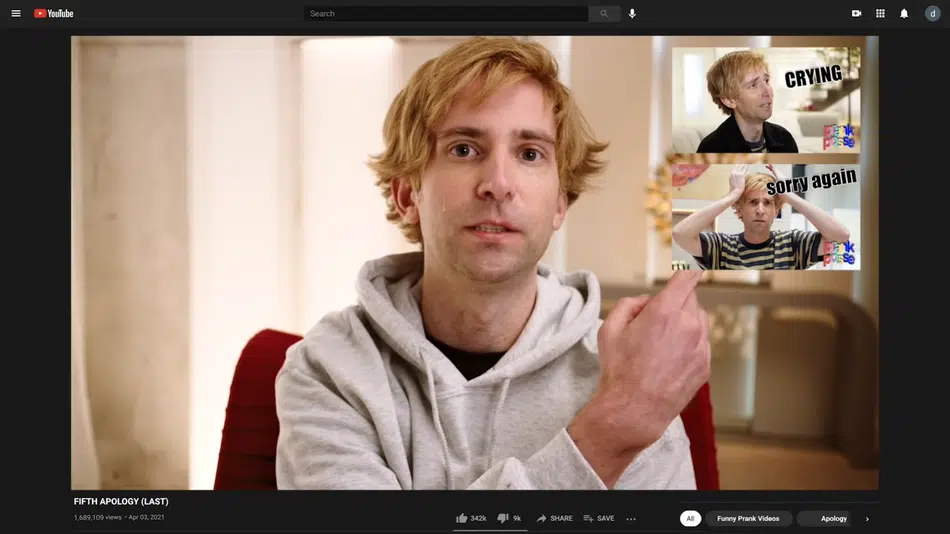 YouTube
Search
d
CRYING
prank
posse
sorry again
prank
posse
FIFTH APOLOGY (LAST)
1,689,109 views • Apr 03, 2021
342k
9k
SHARE
SAVE
All
Funny Prank Videos
Apology